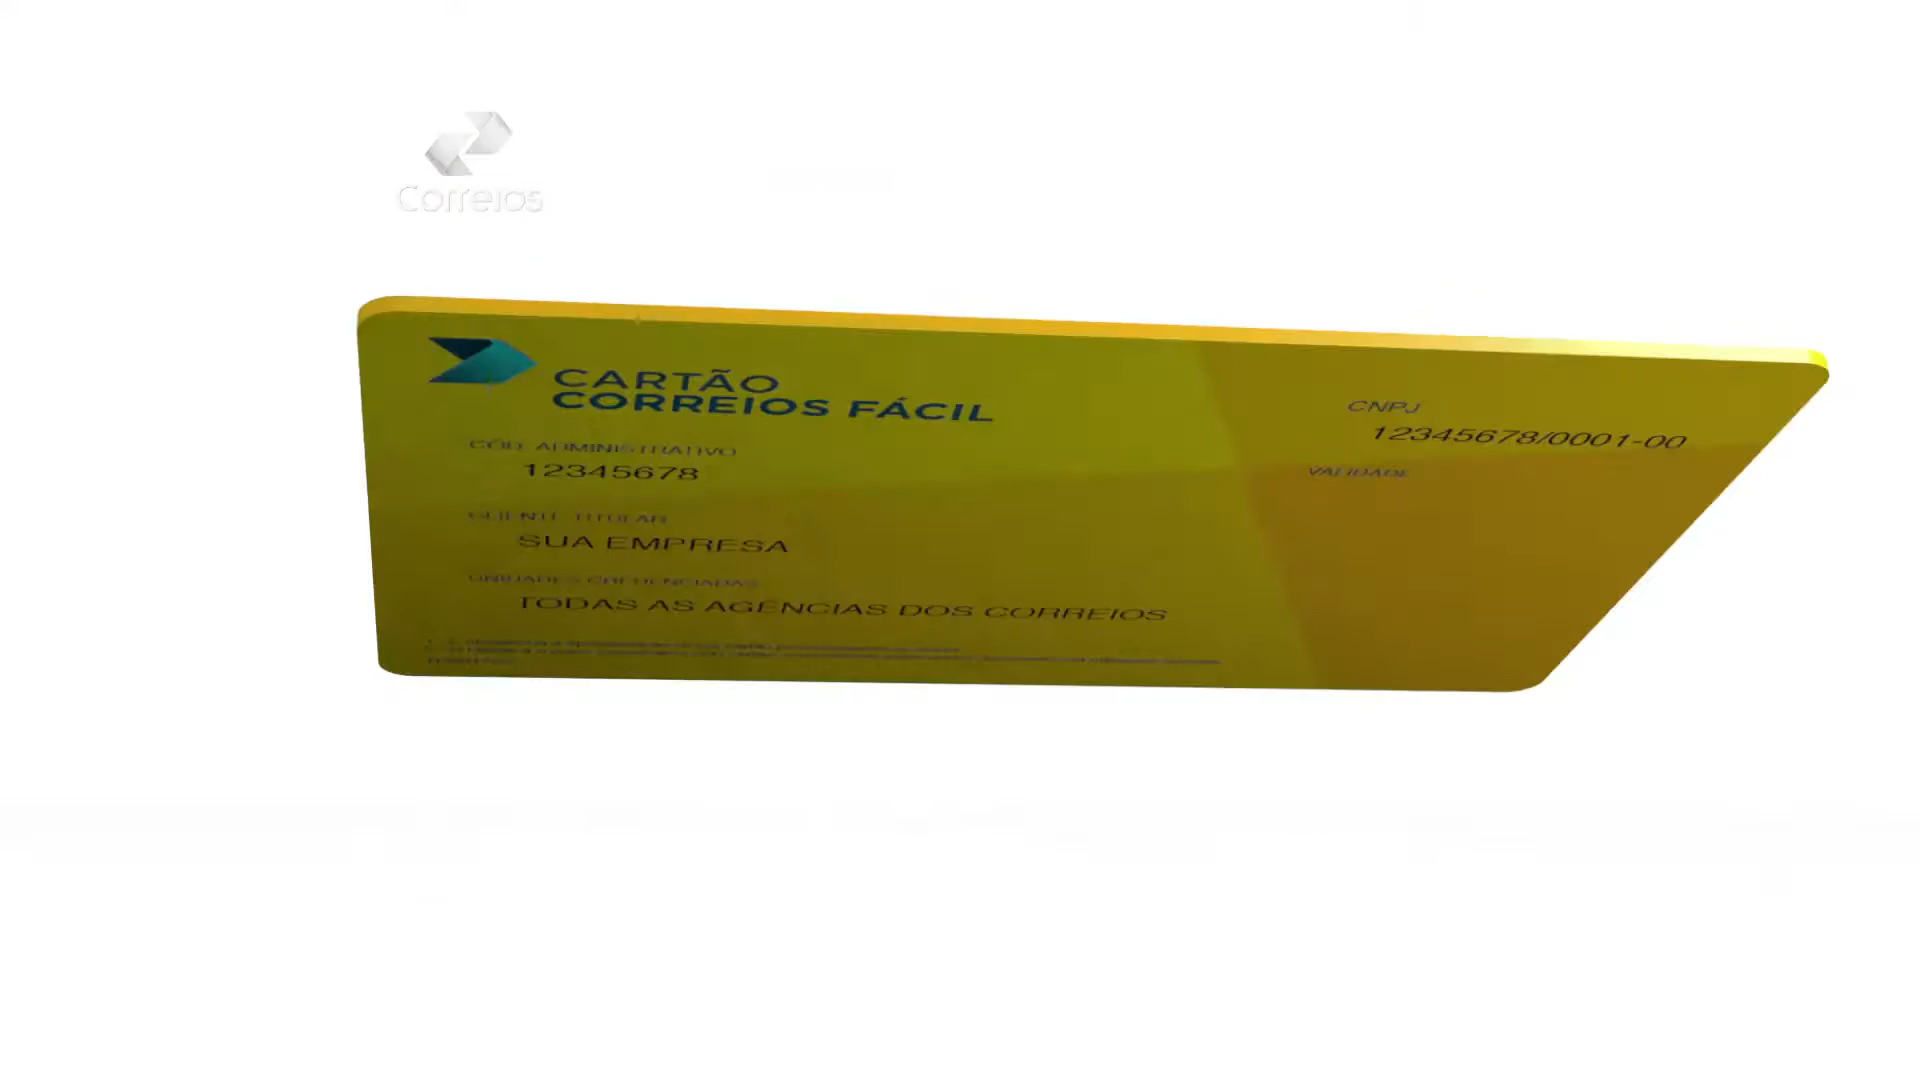 Correios
CARTÃO
CORREIOS FÁCIL
CNPJ
12345678/0001-00
CÓD. ADMINISTRATIVO
12345678
VALIDADE
CLIENTE TITULAR
SUA EMPRESA
UNIDADES CREDENCIADAS
TODAS AS AGÊNCIAS DOS CORREIOS